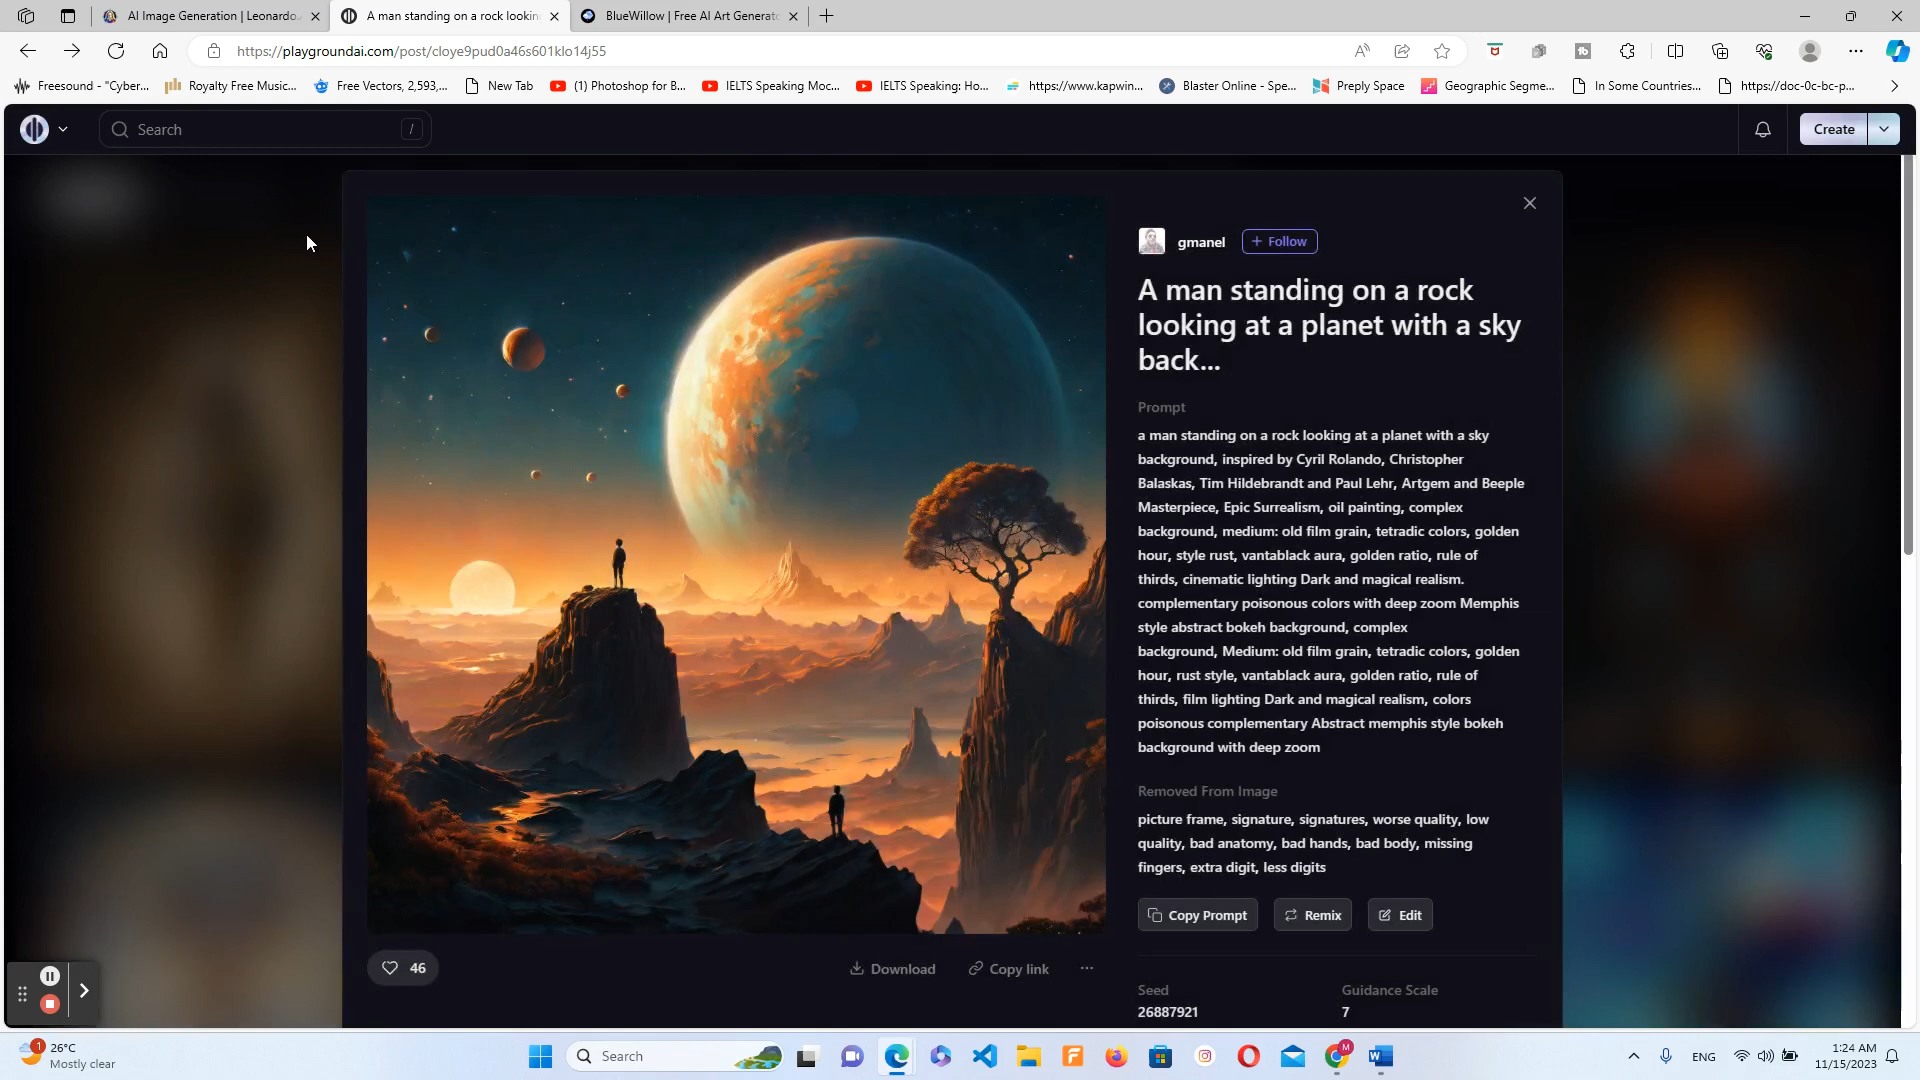 AI Image Generation | Leonardo.
A man standing on a rock lookin
BlueWillow | Free AI Art Generato
https://playgroundai.com/post/cloye9pud0a46s601klo14j55
Freesound - "Cyber...
Royalty Free Music...
Free Vectors, 2,593,...
New Tab
(1) Photoshop for B...
IELTS Speaking Moc...
IELTS Speaking: Ho...
https://www.kapwin...
Blaster Online - Spe...
Preply Space
Geographic Segme...
In Some Countries...
https://doc-0c-bc-p...
Search
/
Create
gmanel
+ Follow
A man standing on a rock
looking at a planet with a sky
back...
Prompt
a man standing on a rock looking at a planet with a sky
background, inspired by Cyril Rolando, Christopher
Balaskas, Tim Hildebrandt and Paul Lehr, Artgem and Beeple
Masterpiece, Epic Surrealism, oil painting, complex
background, medium: old film grain, tetradic colors, golden
hour, style rust, vantablack aura, golden ratio, rule of
thirds, cinematic lighting Dark and magical realism.
complementary poisonous colors with deep zoom Memphis
style abstract bokeh background, complex
background, Medium: old film grain, tetradic colors, golden
hour, rust style, vantablack aura, golden ratio, rule of
thirds, film lighting Dark and magical realism, colors
poisonous complementary Abstract memphis style bokeh
background with deep zoom
Removed From Image
picture frame, signature, signatures, worse quality, low
quality, bad anatomy, bad hands, bad body, missing
fingers, extra digit, less digits
Copy Prompt
Remix
Edit
46
Download
Copy link
Seed
Guidance Scale
26887921
7
1
26°C
Mostly clear
Search
M
ENG
1:24 AM
11/15/2023